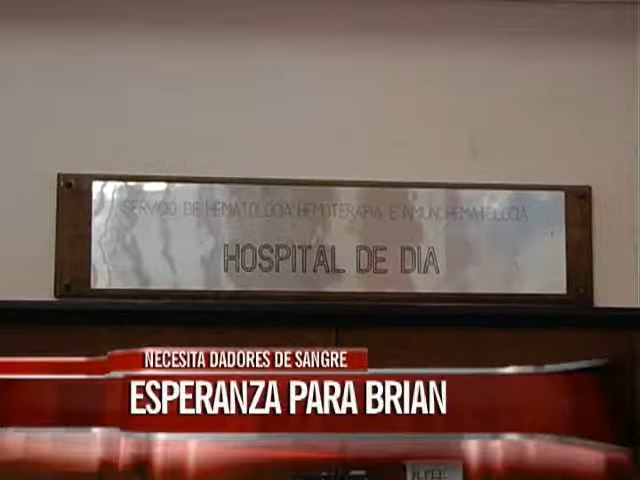 SERVICIO DE HEMATOLOGIA HEMOTERAPIA E INMUNOHEMATOLOGIA
HOSPITAL DE DIA
NECESITA DADORES DE SANGRE
ESPERANZA PARA BRIAN